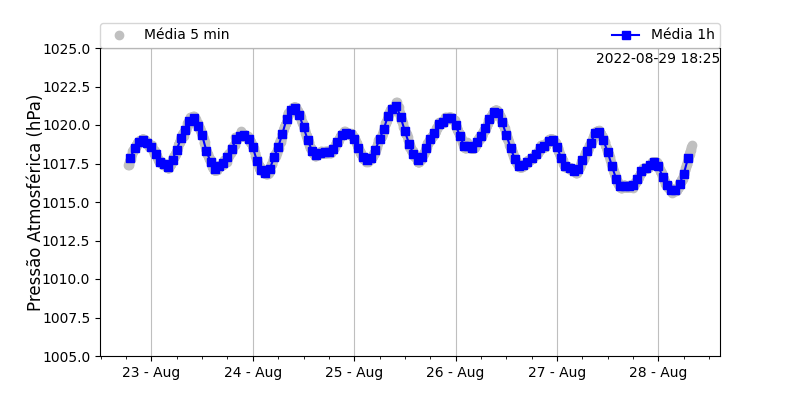 Média 5 min
Média 1h
2022-08-29 18:25
Pressão Atmosférica (hPa)
1025.0
1022.5
1020.0
1017.5
1015.0
1012.5
1010.0
1007.5
1005.0
23 - Aug
24 - Aug
25 - Aug
26 - Aug
27 - Aug
28 - Aug